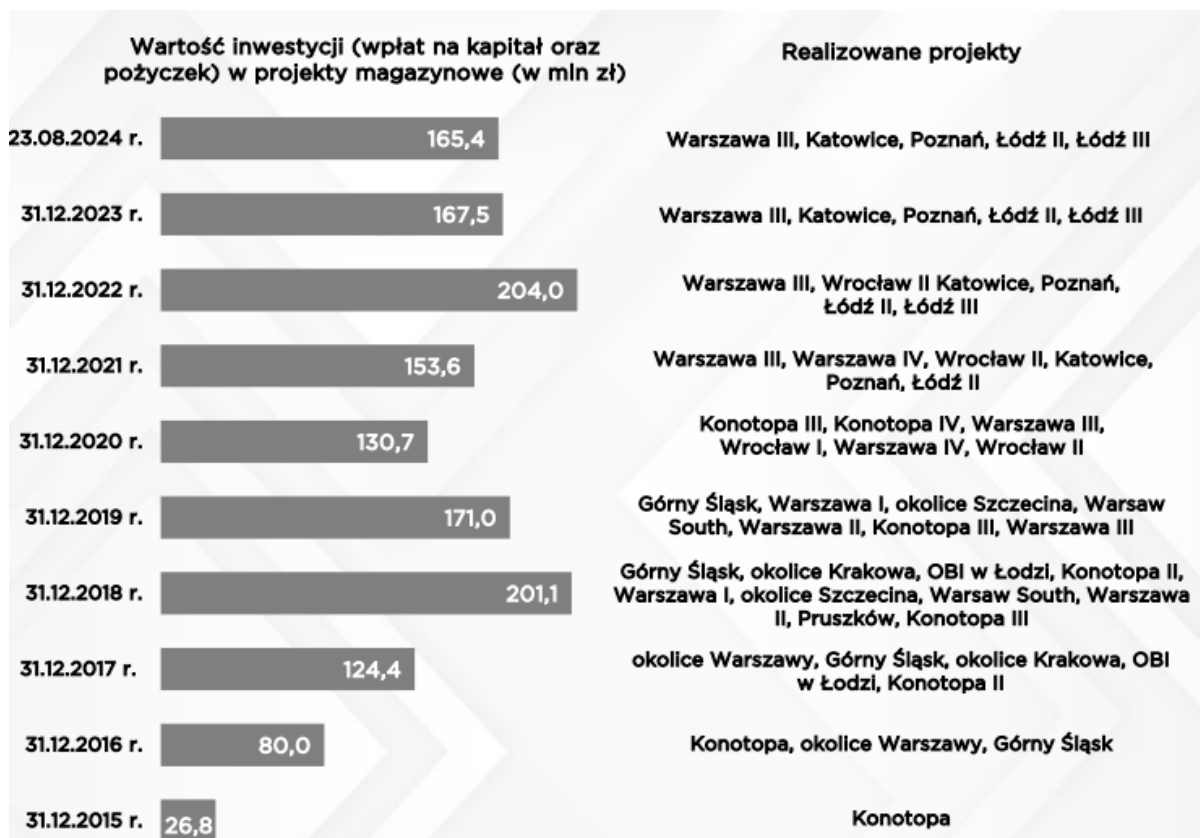 Wartość inwestycji (wpłat na kapitał oraz
pożyczek) w projekty magazynowe (w mln zł)
Realizowane projekty
23.08.2024 r.
165,4
Warszawa III, Katowice, Poznań, Łódź II, Łódź III
31.12.2023 r.
167,5
Warszawa III, Katowice, Poznań, Łódź II, Łódź III
31.12.2022 r.
204,0
Warszawa III, Wrocław II Katowice, Poznań,
Łódź II, Łódź III
31.12.2021 r.
153,6
Warszawa III, Warszawa IV, Wrocław II, Katowice,
Poznań, Łódź II
31.12.2020 r.
130,7
Konotopa III, Konotopa IV, Warszawa III,
Wrocław I, Warszawa IV, Wrocław II
31.12.2019 r.
171,0
Górny Śląsk, Warszawa I, okolice Szczecina, Warsaw
South, Warszawa II, Konotopa III, Warszawa III
31.12.2018 r.
201,1
Górny Śląsk, okolice Krakowa, OBI w Łodzi, Konotopa II,
Warszawa I, okolice Szczecina, Warsaw South, Warszawa
II, Pruszków, Konotopa III
31.12.2017 r.
124,4
okolice Warszawy, Górny Śląsk, okolice Krakowa, OBI
w Łodzi, Konotopa II
31.12.2016 r.
80,0
Konotopa, okolice Warszawy, Górny Śląsk
31.12.2015 r.
26,8
Konotopa